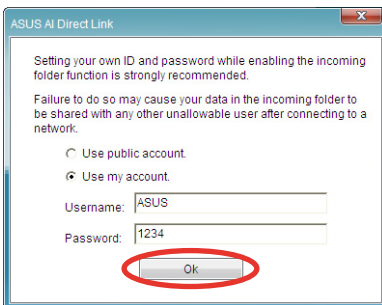 ASUS AI Direct Link
Setting your own ID and password while enabling the incoming
folder function is strongly recommended.
Failure to do so may cause your data in the incoming folder to
be shared with any other unallowable user after connecting to a
network.
Use public account.
Use my account.
Username: ASUS
Password: 1234
Ok